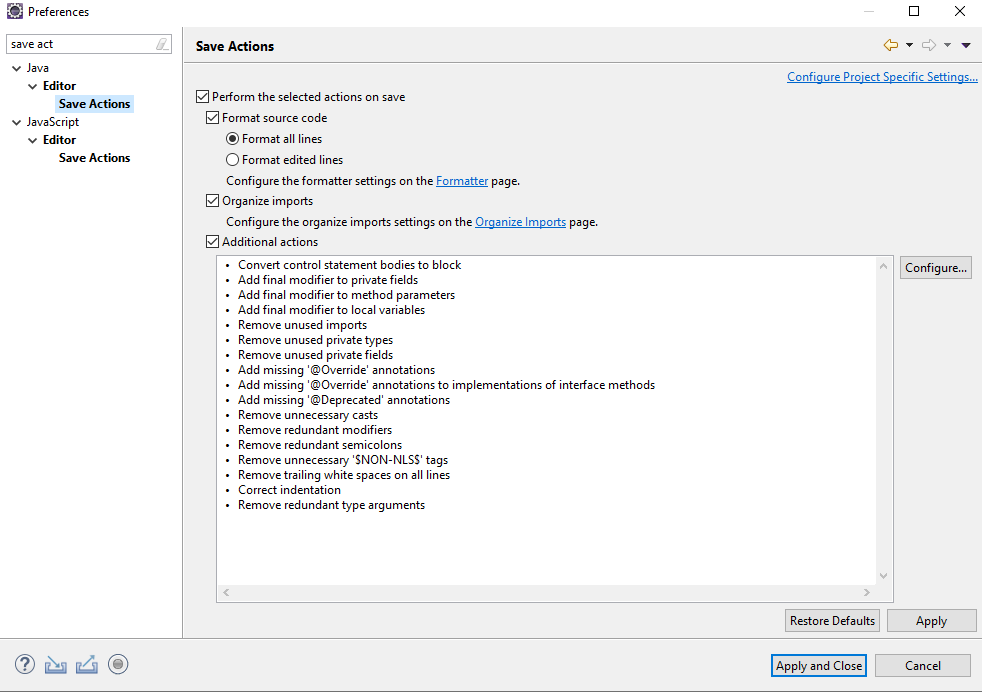 Preferences
save act
Java
Editor
Save Actions
JavaScript
Editor
Save Actions
Save Actions
Configure Project Specific Settings...
Perform the selected actions on save
Format source code
Format all lines
Format edited lines
Configure the formatter settings on the Formatter page.
Organize imports
Configure the organize imports settings on the Organize Imports page.
Additional actions
• Convert control statement bodies to block
• Add final modifier to private fields
• Add final modifier to method parameters
• Add final modifier to local variables
• Remove unused imports
• Remove unused private types
• Remove unused private fields
• Add missing '@Override' annotations
• Add missing '@Override' annotations to implementations of interface methods
• Add missing '@Deprecated' annotations
• Remove unnecessary casts
• Remove redundant modifiers
• Remove redundant semicolons
• Remove unnecessary '$NON-NLS$' tags
• Remove trailing white spaces on all lines
• Correct indentation
• Remove redundant type arguments
Configure...
Restore Defaults
Apply
?
Apply and Close
Cancel